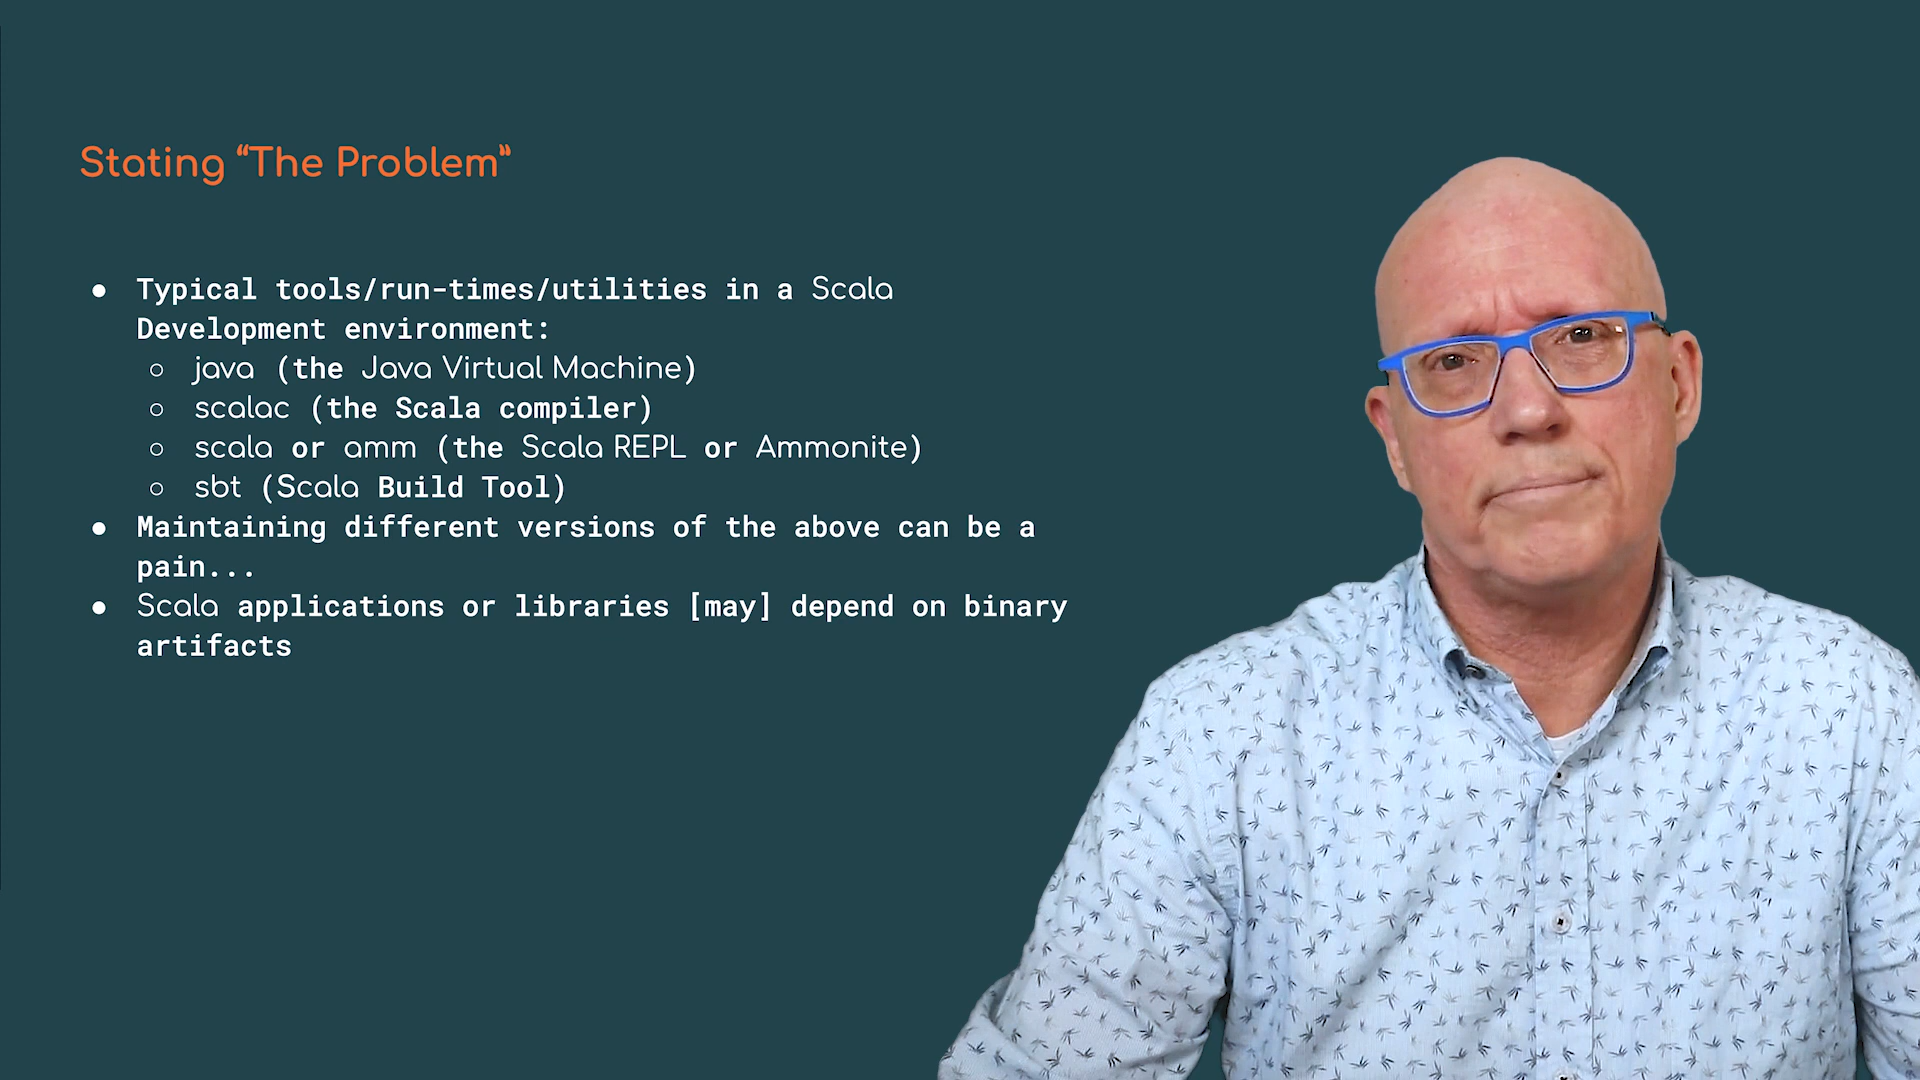 Stating “The Problem”
● Typical tools/run-times/utilities in a Scala
Development environment:
○ java (the Java Virtual Machine)
○ scalac (the Scala compiler)
○ scala or amm (the Scala REPL or Ammonite)
○ sbt (Scala Build Tool)
● Maintaining different versions of the above can be a
pain...
● Scala applications or libraries [may] depend on binary
artifacts